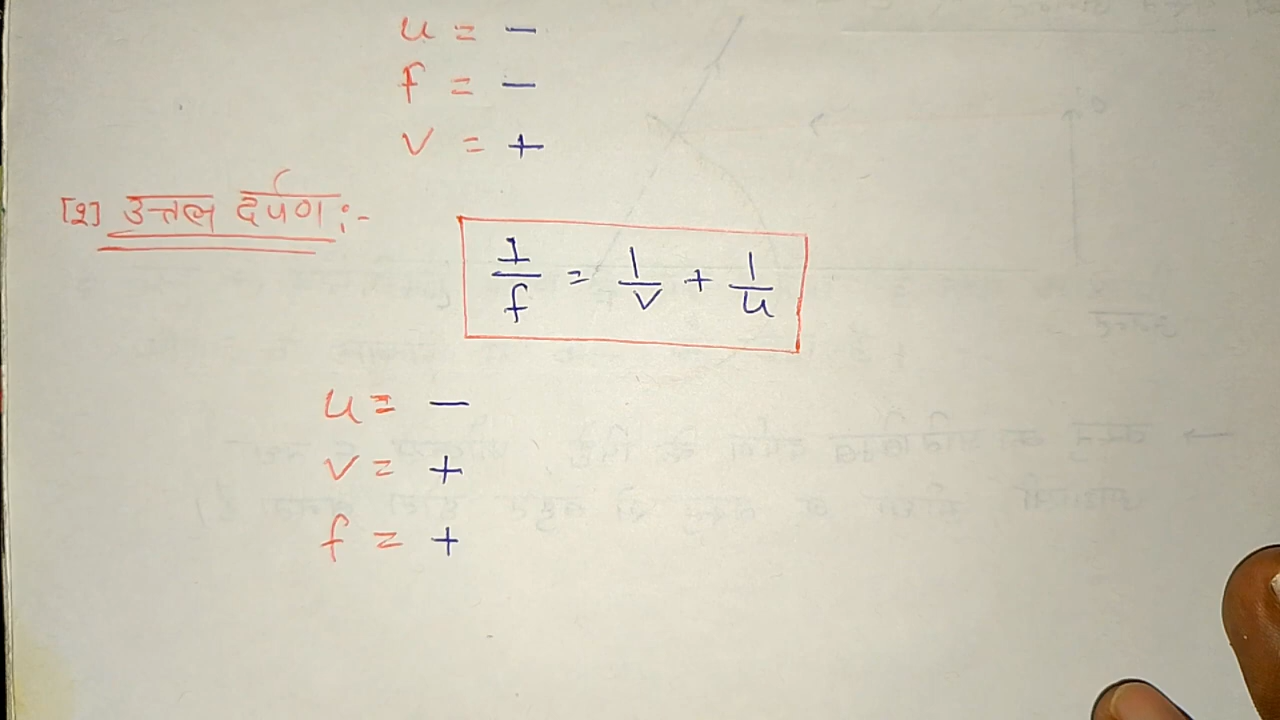 u = -
f = -
v = +
[2] उत्तल दर्पण :-
1/f = 1/v + 1/u
u = -
v = +
f = +